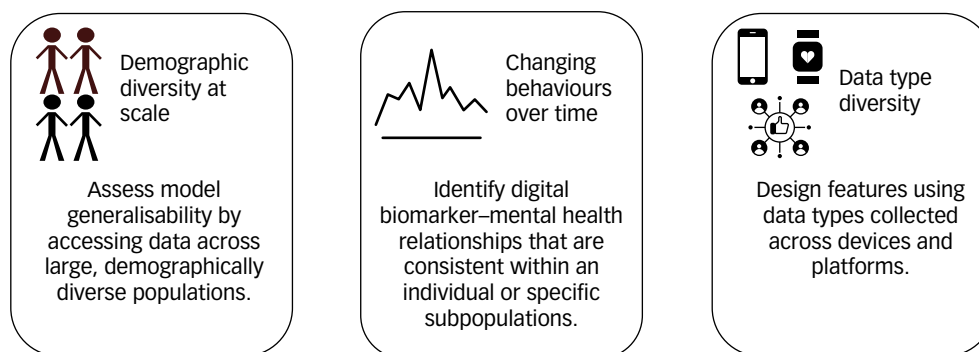 Demographic
diversity at
scale
Assess model
generalisability by
accessing data across
large, demographically
diverse populations.
Changing
behaviours
over time
Identify digital
biomarker–mental health
relationships that are
consistent within an
individual or specific
subpopulations.
Data type
diversity
Design features using
data types collected
across devices and
platforms.